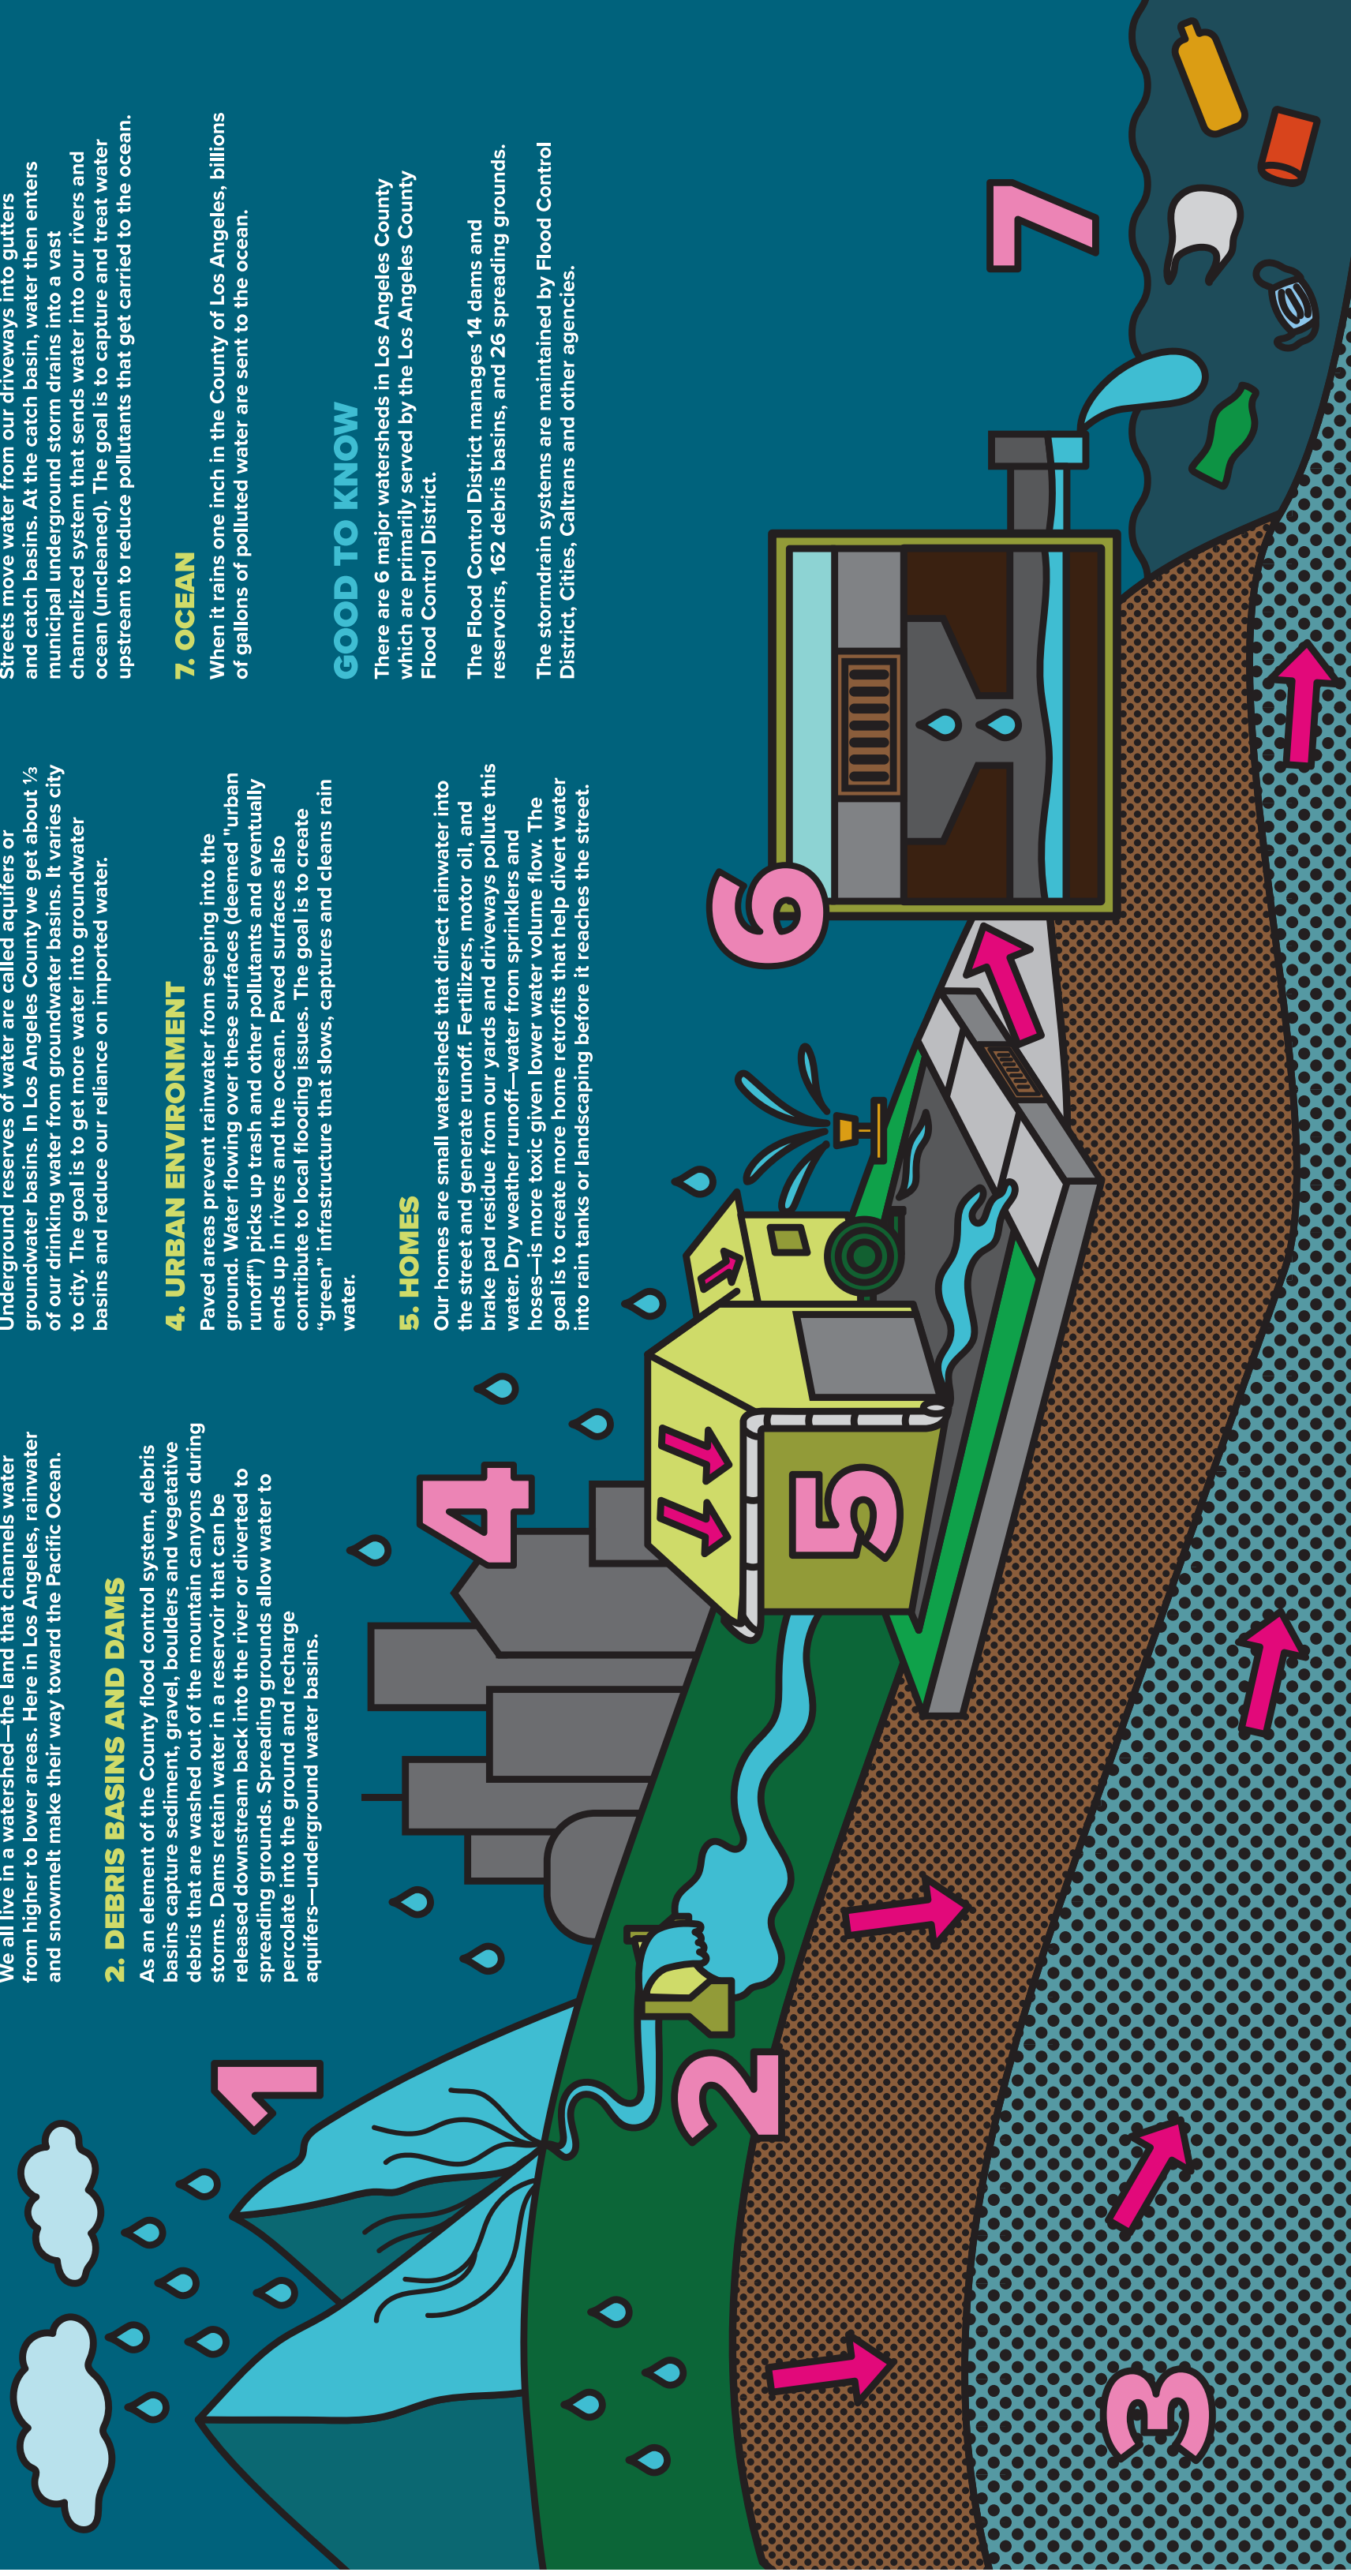 We all live in a watershed—the land that channels water
from higher to lower areas. Here in Los Angeles, rainwater
and snowmelt make their way toward the Pacific Ocean.
2. DEBRIS BASINS AND DAMS
As an element of the County flood control system, debris
basins capture sediment, gravel, boulders and vegetative
debris that are washed out of the mountain canyons during
storms. Dams retain water in a reservoir that can be
released downstream back into the river or diverted to
spreading grounds. Spreading grounds allow water to
percolate into the ground and recharge
aquifers—underground water basins.
Underground reserves of water are called aquifers or
groundwater basins. In Los Angeles County we get about ⅓
of our drinking water from groundwater basins. It varies city
to city. The goal is to get more water into groundwater
basins and reduce our reliance on imported water.
4. URBAN ENVIRONMENT
Paved areas prevent rainwater from seeping into the
ground. Water flowing over these surfaces (deemed "urban
runoff") picks up trash and other pollutants and eventually
ends up in rivers and the ocean. Paved surfaces also
contribute to local flooding issues. The goal is to create
“green” infrastructure that slows, captures and cleans rain
water.
5. HOMES
Our homes are small watersheds that direct rainwater into
the street and generate runoff. Fertilizers, motor oil, and
brake pad residue from our yards and driveways pollute this
water. Dry weather runoff—water from sprinklers and
hoses—is more toxic given lower water volume flow. The
goal is to create more home retrofits that help divert water
into rain tanks or landscaping before it reaches the street.
Streets move water from our driveways into gutters
and catch basins. At the catch basin, water then enters
municipal underground storm drains into a vast
channelized system that sends water into our rivers and
ocean (uncleaned). The goal is to capture and treat water
upstream to reduce pollutants that get carried to the ocean.
7. OCEAN
When it rains one inch in the County of Los Angeles, billions
of gallons of polluted water are sent to the ocean.
GOOD TO KNOW
There are 6 major watersheds in Los Angeles County
which are primarily served by the Los Angeles County
Flood Control District.
The Flood Control District manages 14 dams and
reservoirs, 162 debris basins, and 26 spreading grounds.
The stormdrain systems are maintained by Flood Control
District, Cities, Caltrans and other agencies.
1
2
3
4
5
6
7